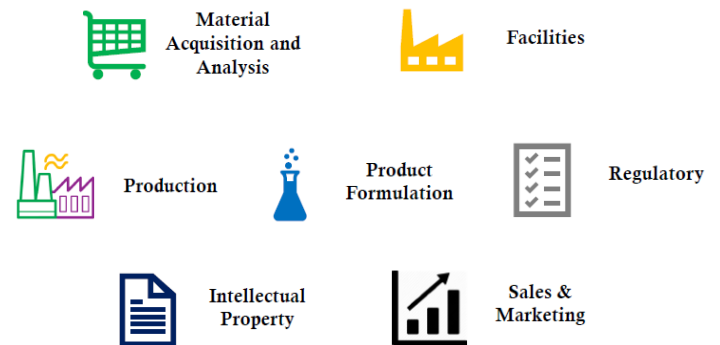 Material
Acquisition and
Analysis
Facilities
Production
Product
Formulation
Regulatory
Intellectual
Property
Sales &
Marketing